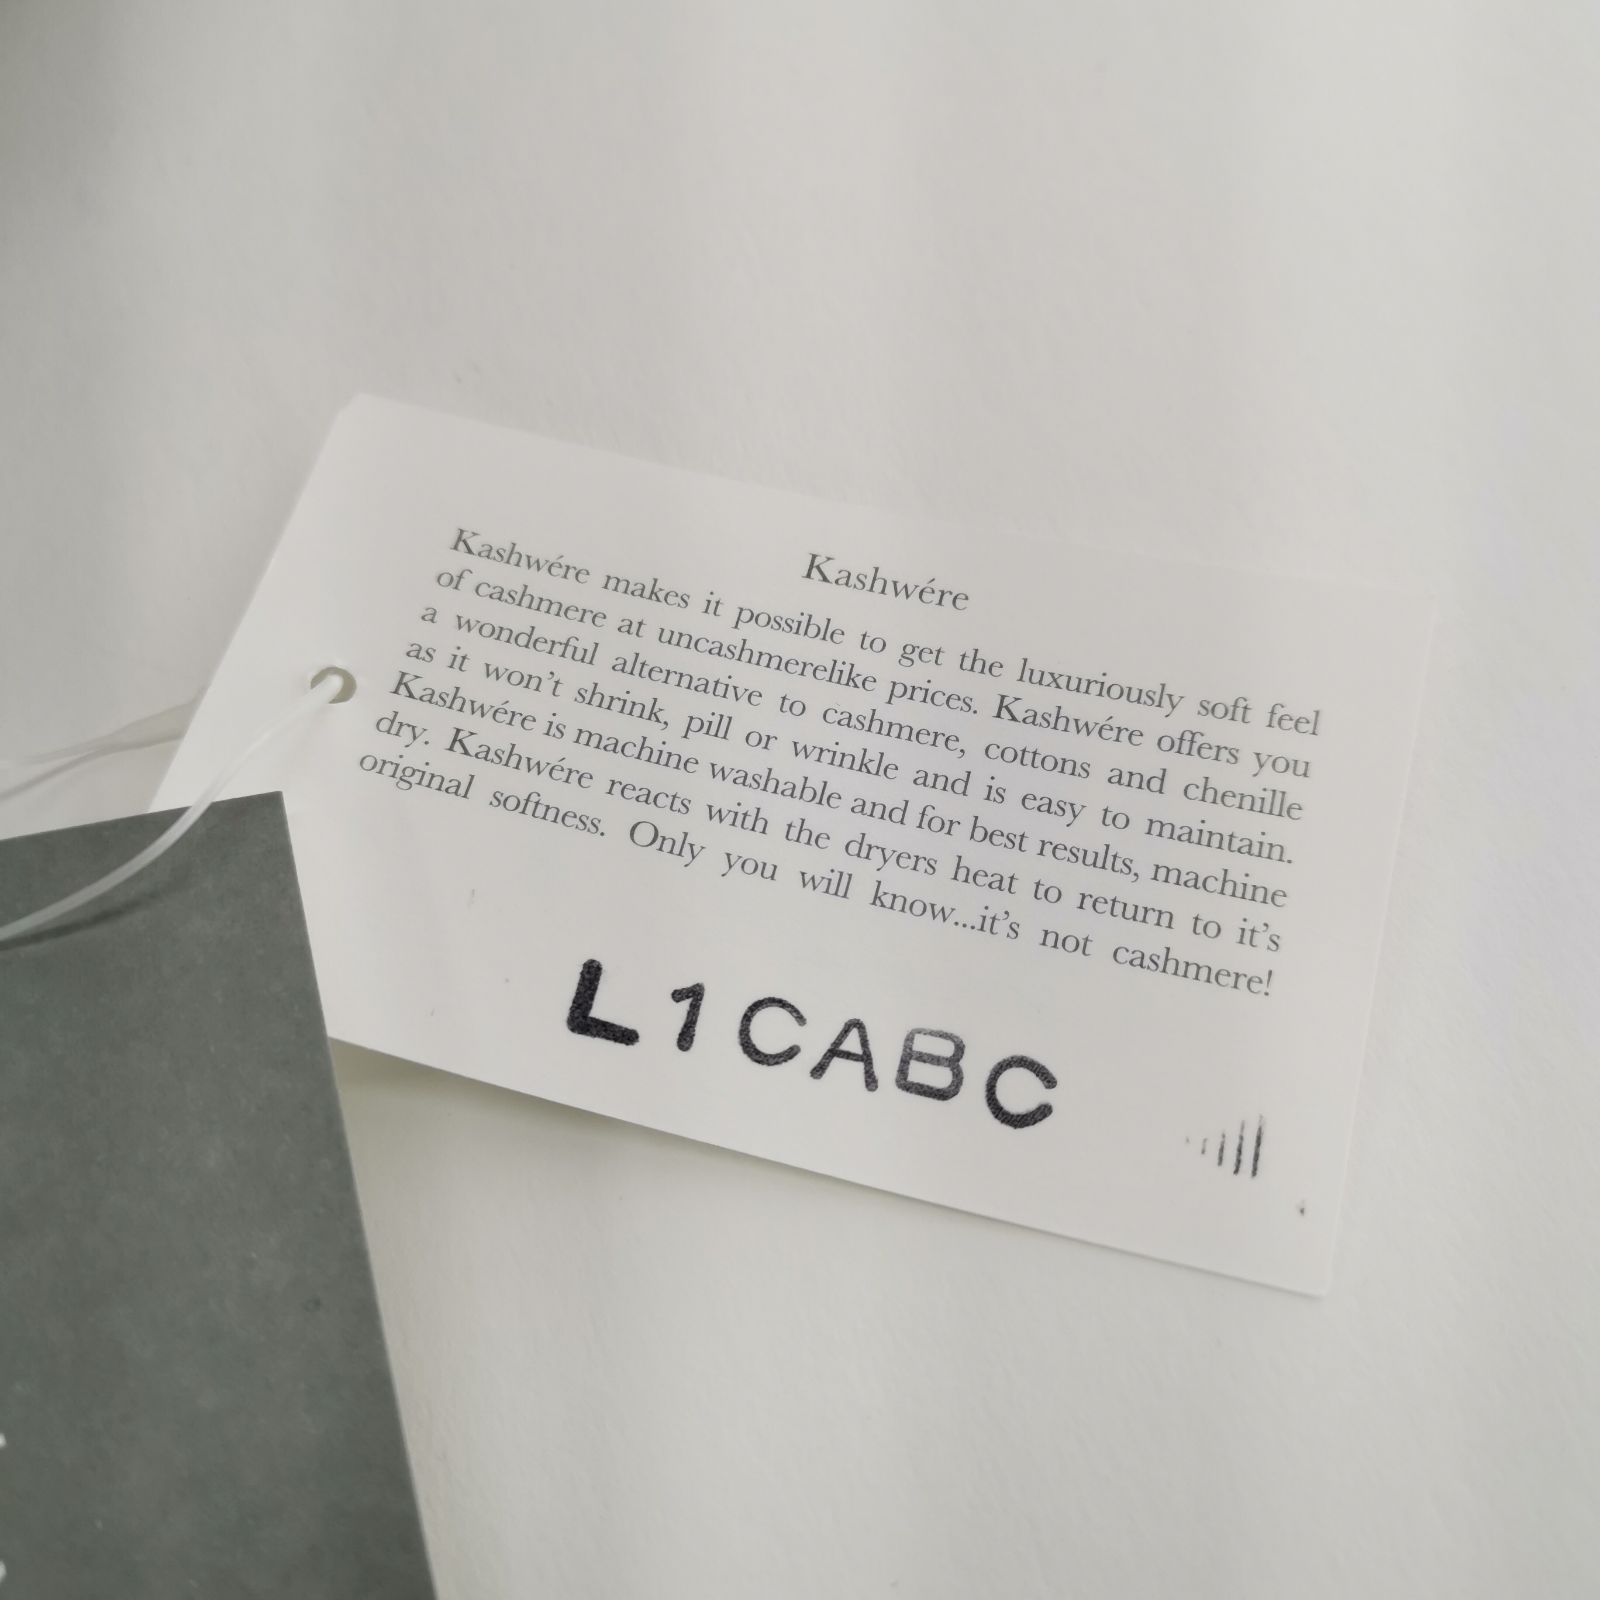 Kashwére
Kashwére makes it possible to get the luxuriously soft feel
of cashmere at uncashmerelike prices. Kashwére offers you
a wonderful alternative to cashmere, cottons and chenille
as it won't shrink, pill or wrinkle and is easy to maintain.
Kashwére is machine washable and for best results, machine
dry. Kashwére reacts with the dryers heat to return to it's
original softness. Only you will know...it's not cashmere!
L1CABC